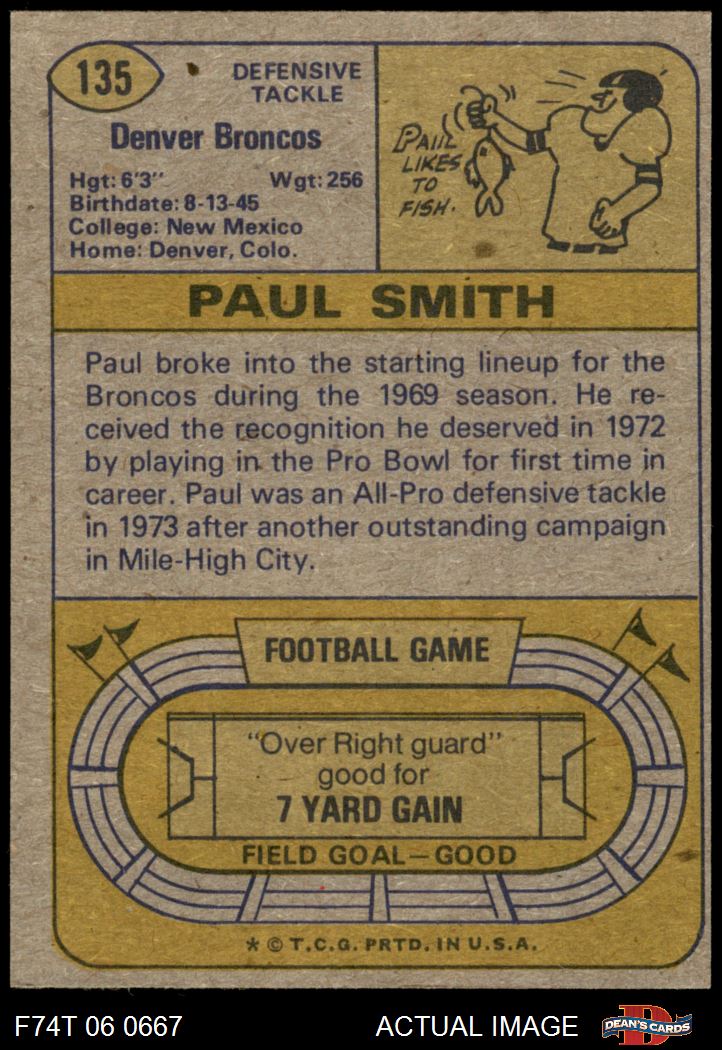 135
DEFENSIVE
TACKLE
Denver Broncos
Hgt: 6'3" Wgt: 256
Birthdate: 8-13-45
College: New Mexico
Home: Denver, Colo.
PAUL
LIKES
TO
FISH.
PAUL SMITH
Paul broke into the starting lineup for the
Broncos during the 1969 season. He re-
ceived the recognition he deserved in 1972
by playing in the Pro Bowl for first time in
career. Paul was an All-Pro defensive tackle
in 1973 after another outstanding campaign
in Mile-High City.
FOOTBALL GAME
"Over Right guard"
good for
7 YARD GAIN
FIELD GOAL—GOOD
* © T.C.G. PRTD. IN U.S.A.
F74T 06 0667 ACTUAL IMAGE
D
DEAN'S CARDS